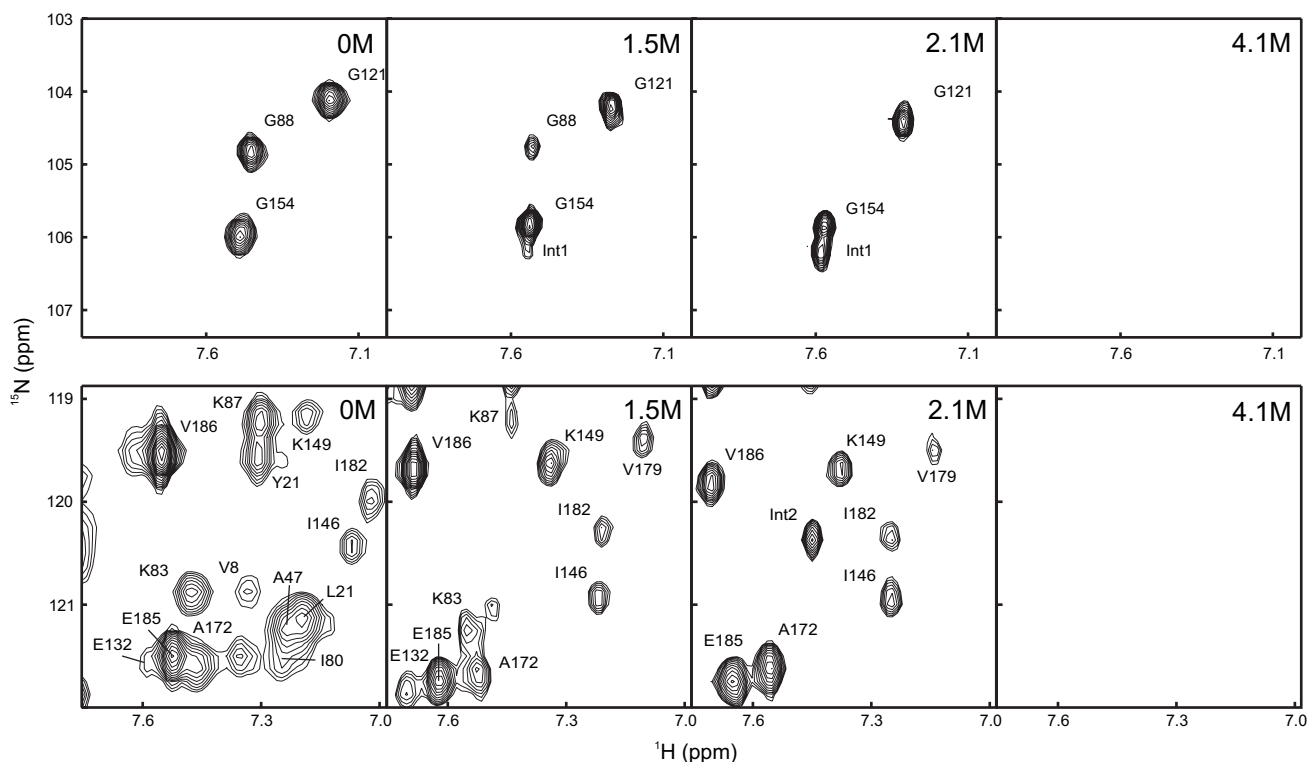 103
104
105
106
107
0M
G121
G88
G154
1.5M
G121
G88
G154
Int1
2.1M
G121
G154
Int1
4.1M
7.6
7.1
7.6
7.1
7.6
7.1
7.6
7.1
15N (ppm)
119
120
121
0M
K87
V186
K149
Y21
I182
I146
K83
V8
A47
L21
E185
A172
E132
I80
1.5M
K87
V186
K149
V179
I182
I146
K83
E185
E132
A172
2.1M
V186
K149
V179
Int2
I182
I146
E185
A172
4.1M
7.6
7.3
7.0
7.6
7.3
7.0
7.6
7.3
7.0
7.6
7.3
7.0
1H (ppm)